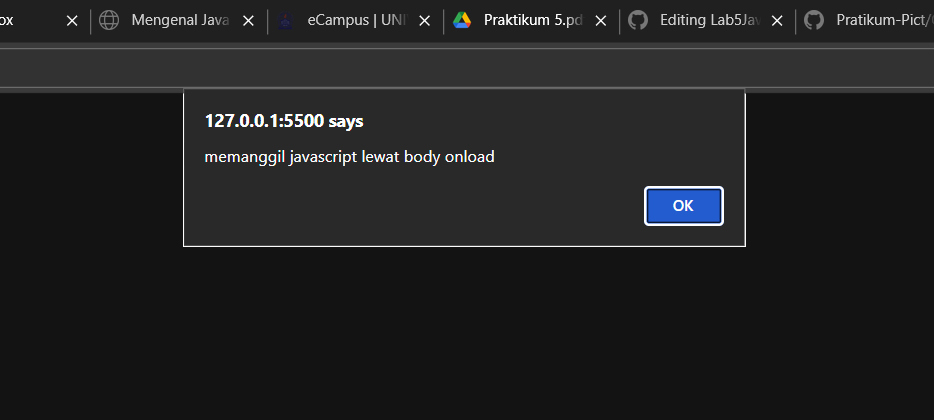 ox
Mengenal Java
eCampus | UNI
Praktikum 5.pd
Editing Lab5Jav
Pratikum-Pict/
127.0.0.1:5500 says
memanggil javascript lewat body onload
OK